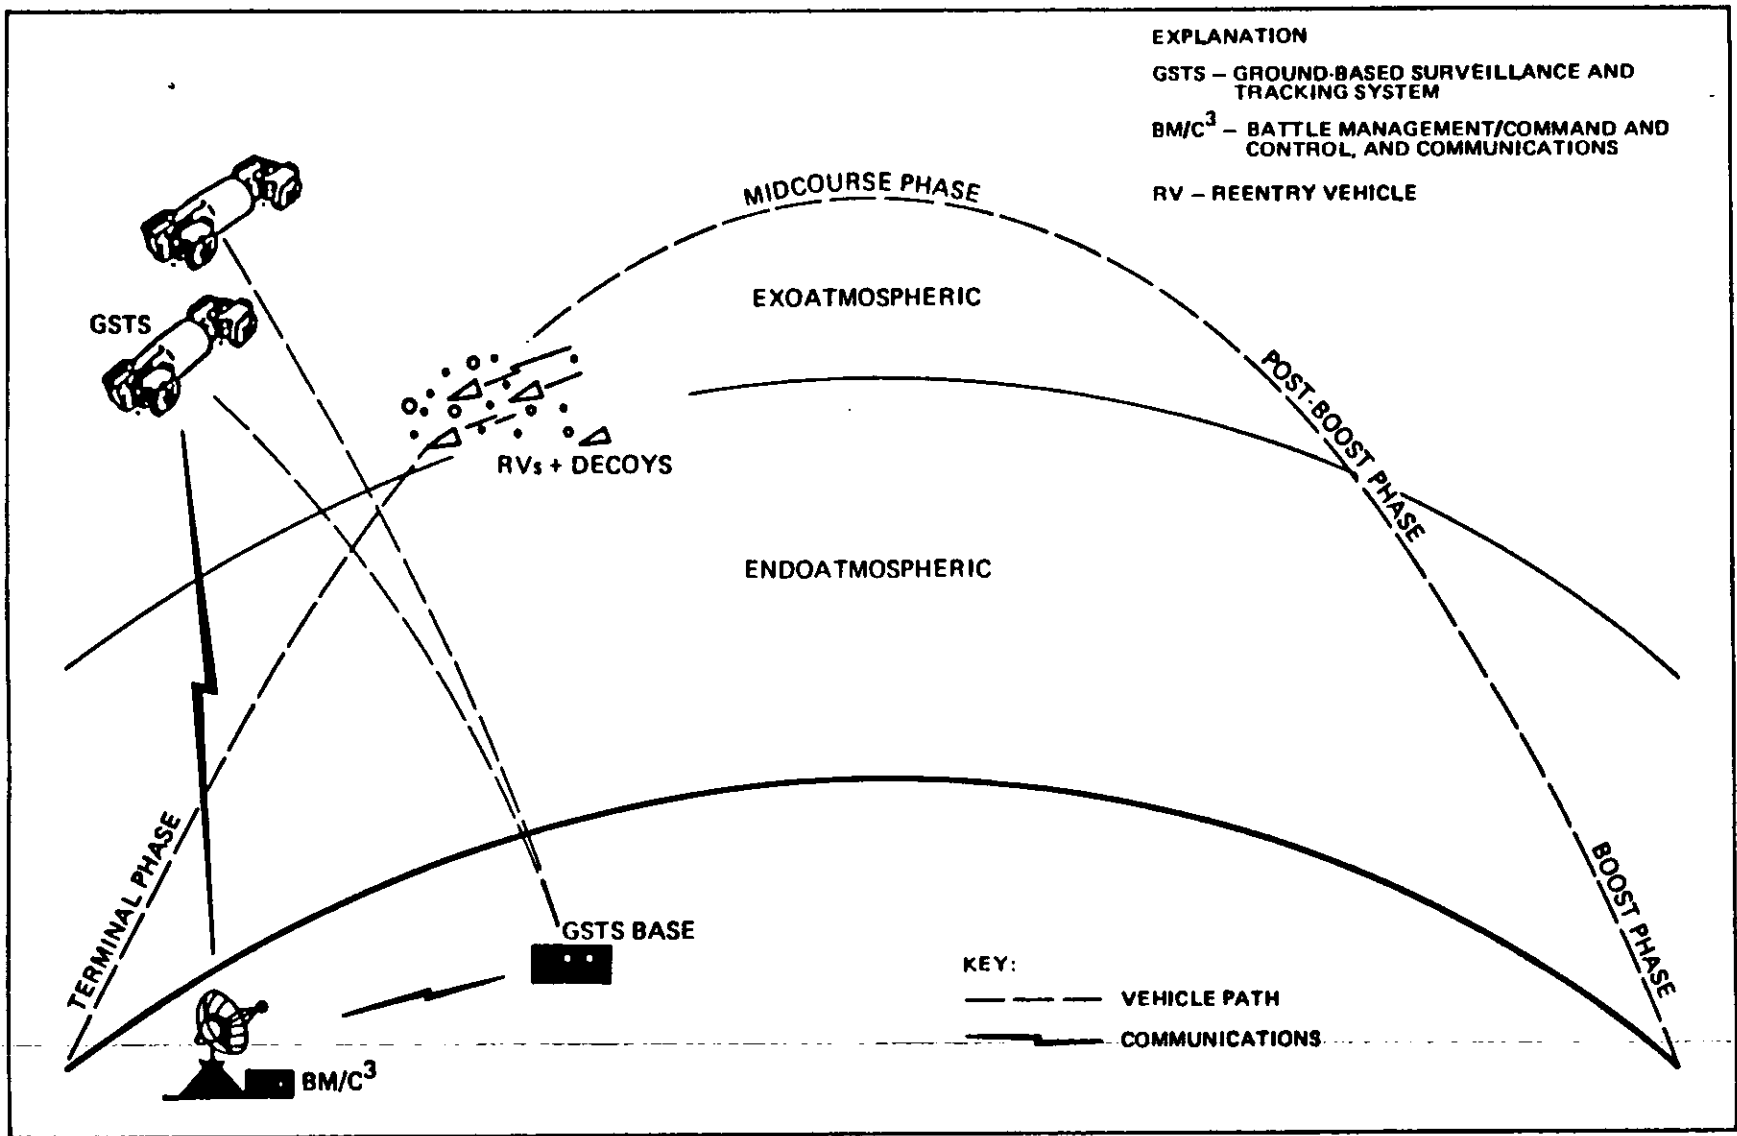 EXPLANATION
GSTS – GROUND-BASED SURVEILLANCE AND
TRACKING SYSTEM
BM/C³ – BATTLE MANAGEMENT/COMMAND AND
CONTROL, AND COMMUNICATIONS
RV – REENTRY VEHICLE
MIDCOURSE PHASE
EXOATMOSPHERIC
GSTS
POST-BOOST PHASE
RVs + DECOYS
ENDOATMOSPHERIC
TERMINAL PHASE
BOOST PHASE
GSTS BASE
KEY:
VEHICLE PATH
COMMUNICATIONS
BM/C³